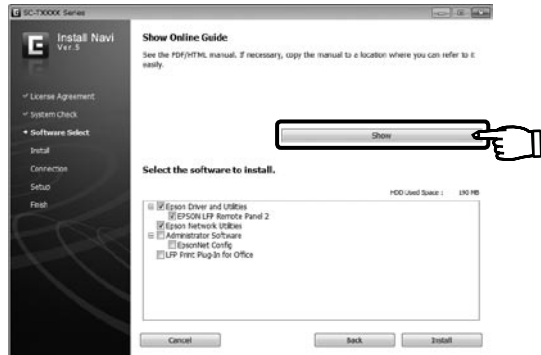 SC-TXXXX Series
Install Navi
Ver.5
License Agreement
System Check
Software Select
Install
Connection
Setup
Finish
Show Online Guide
See the PDF/HTML manual. If necessary, copy the manual to a location where you can refer to it
easily.
Show
Select the software to install.
HDD Used Space : 190 MB
Epson Driver and Utilities
EPSON LFP Remote Panel 2
Epson Network Utilities
Administrator Software
EpsonNet Config
LFP Print Plug-In for Office
Cancel
Back
Install